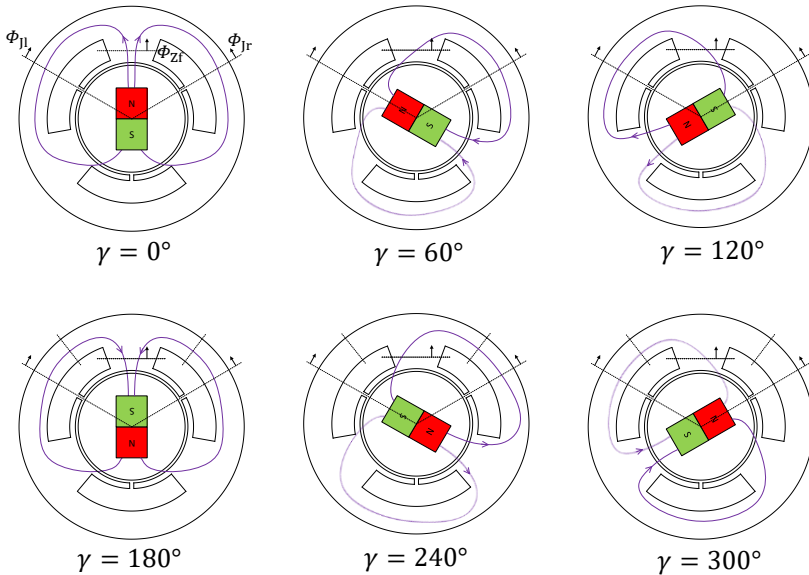 Φ_Jl Φ_Zf Φ_Jr
N
S
γ = 0°
N
S
γ = 60°
S
N
γ = 120°
S
N
γ = 180°
S
N
γ = 240°
N
S
γ = 300°